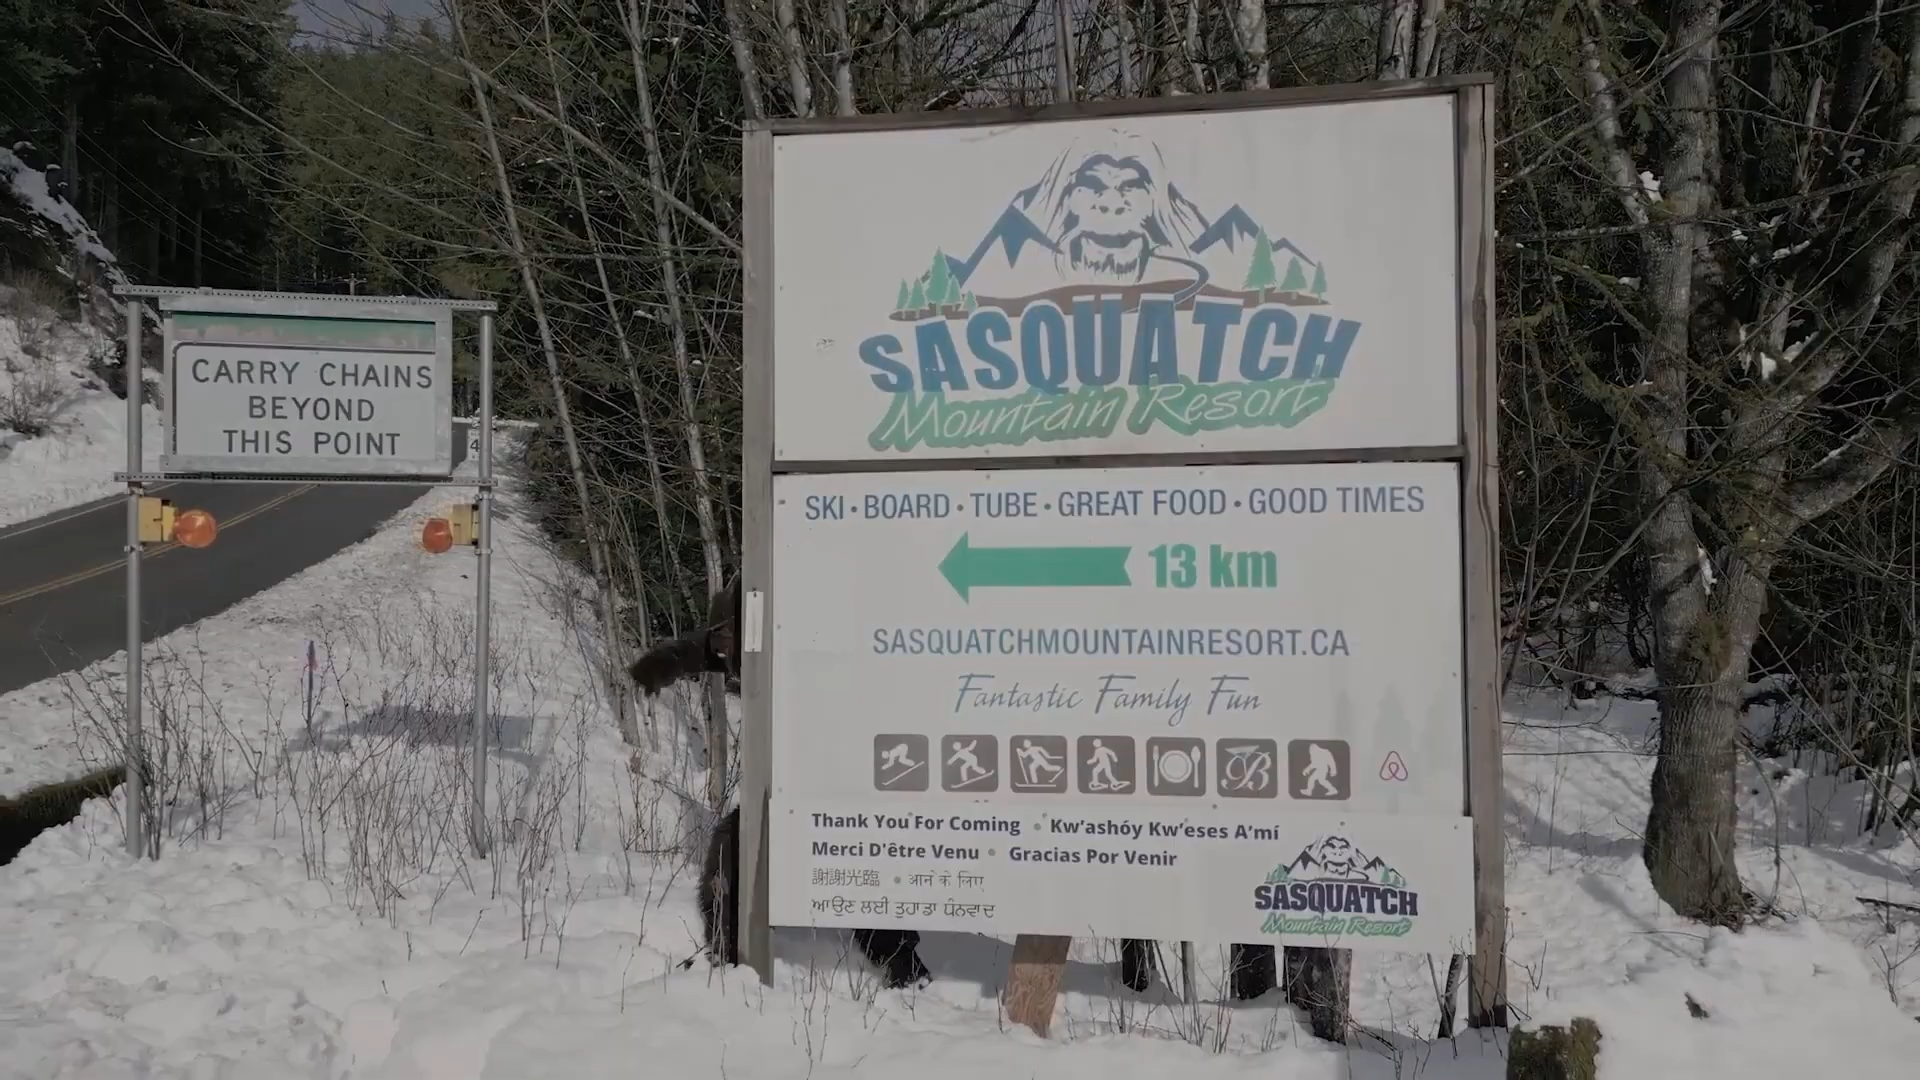 CARRY CHAINS
BEYOND
THIS POINT
SASQUATCH
Mountain Resort
SKI • BOARD • TUBE • GREAT FOOD • GOOD TIMES
13 km
SASQUATCHMOUNTAINRESORT.CA
Fantastic Family Fun
B
Thank You For Coming • Kw'ashóy Kw'eses A'mí
Merci D'être Venu • Gracias Por Venir
謝謝光臨 • आने के लिए
ਆਉਣ ਲਈ ਤੁਹਾਡਾ ਧੰਨਵਾਦ
SASQUATCH
Mountain Resort